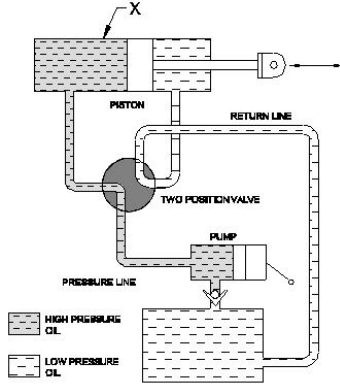 X
PISTON
RETURN LINE
TWO POSITION VALVE
PUMP
PRESSURE LINE
HIGH PRESSURE
OIL
LOW PRESSURE
OIL